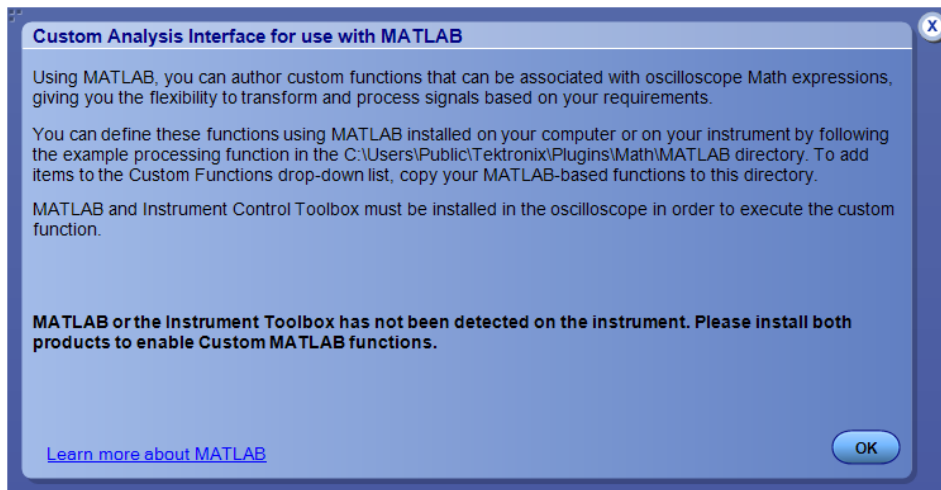 Custom Analysis Interface for use with MATLAB
X
Using MATLAB, you can author custom functions that can be associated with oscilloscope Math expressions,
giving you the flexibility to transform and process signals based on your requirements.
You can define these functions using MATLAB installed on your computer or on your instrument by following
the example processing function in the C:\Users\Public\Tektronix\Plugins\Math\MATLAB directory. To add
items to the Custom Functions drop-down list, copy your MATLAB-based functions to this directory.
MATLAB and Instrument Control Toolbox must be installed in the oscilloscope in order to execute the custom
function.
MATLAB or the Instrument Toolbox has not been detected on the instrument. Please install both
products to enable Custom MATLAB functions.
Learn more about MATLAB
OK